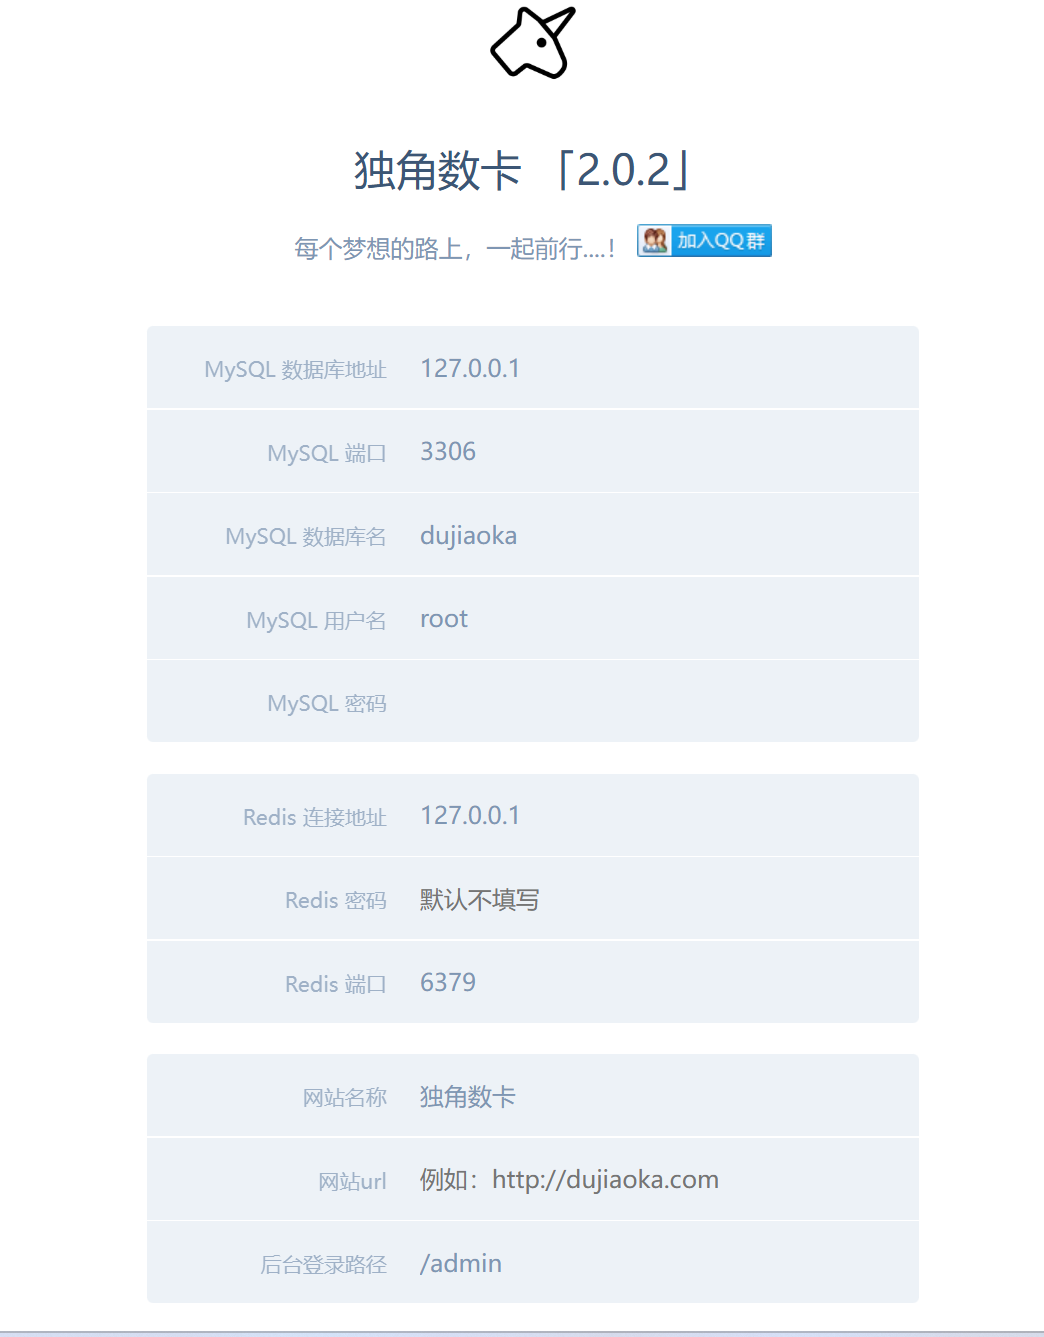 独角数卡 「2.0.2」
每个梦想的路上，一起前行....！ 加入QQ群
MySQL 数据库地址 127.0.0.1
MySQL 端口 3306
MySQL 数据库名 dujiaoka
MySQL 用户名 root
MySQL 密码
Redis 连接地址 127.0.0.1
Redis 密码 默认不填写
Redis 端口 6379
网站名称 独角数卡
网站url 例如：http://dujiaoka.com
后台登录路径 /admin